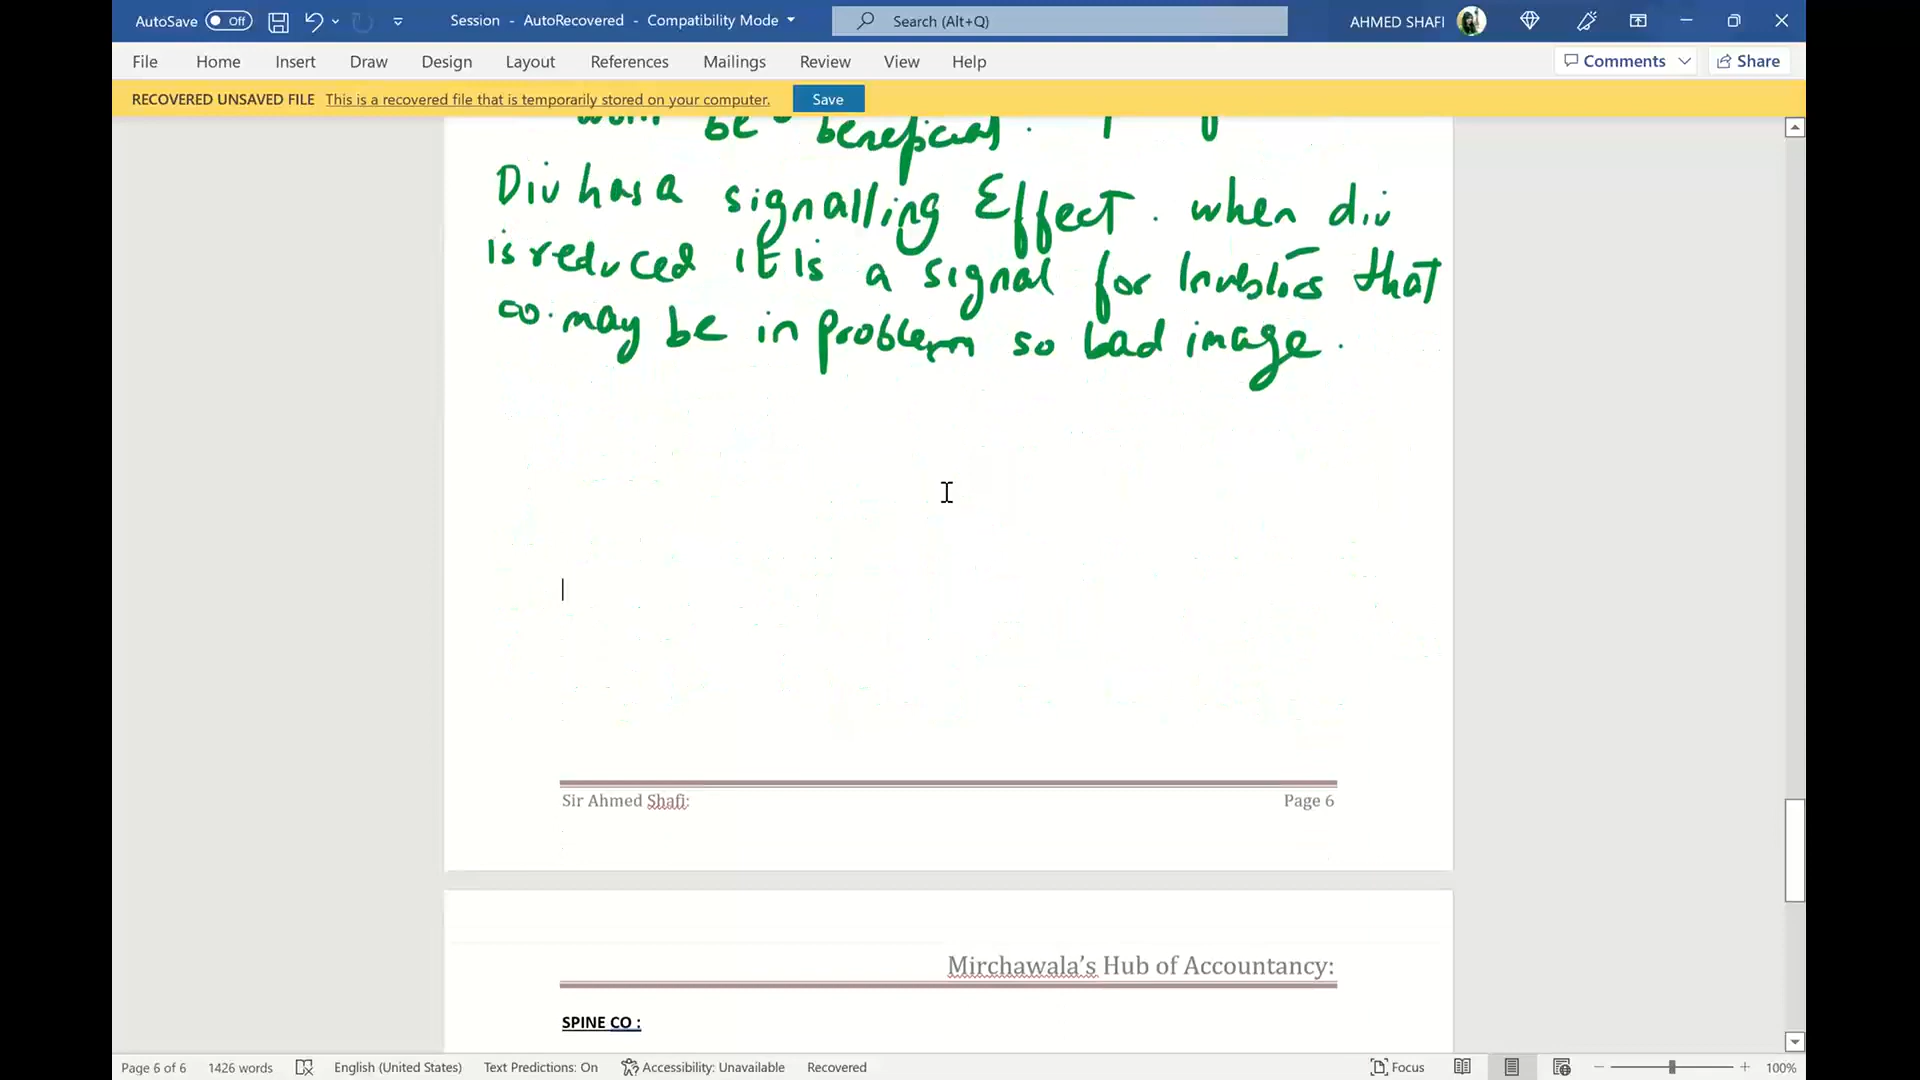 AutoSave Off Session - AutoRecovered - Compatibility Mode Search (Alt+Q) AHMED SHAFI
File Home Insert Draw Design Layout References Mailings Review View Help Comments Share
RECOVERED UNSAVED FILE This is a recovered file that is temporarily stored on your computer. Save
be beneficial.
Div has a signalling Effect. when div
is reduced it is a signal for that
co. may be in problem so bad image.
Sir Ahmed Shafi: Page 6
Mirchawala's Hub of Accountancy:
SPINE CO :
Page 6 of 6 1426 words English (United States) Text Predictions: On Accessibility: Unavailable Recovered Focus 100%